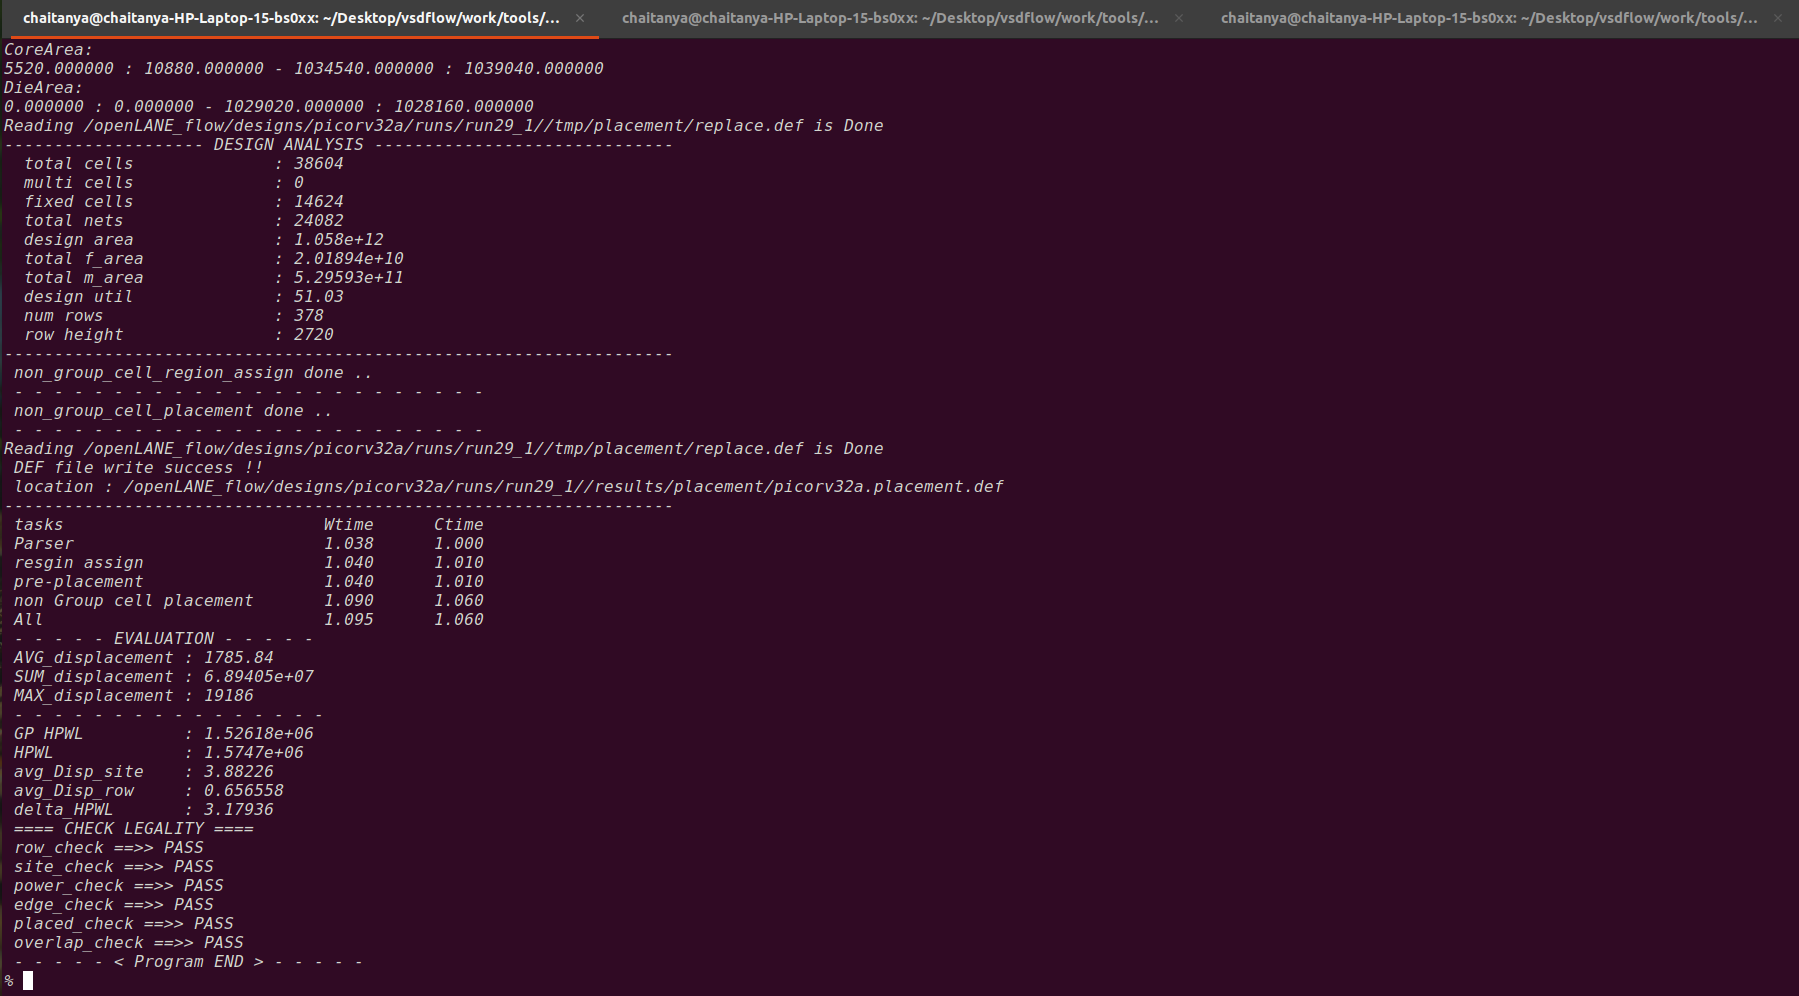 chaitanya@chaitanya-HP-Laptop-15-bs0xx: ~/Desktop/vsdflow/work/tools/... × chaitanya@chaitanya-HP-Laptop-15-bs0xx: ~/Desktop/vsdflow/work/tools/... × chaitanya@chaitanya-HP-Laptop-15-bs0xx: ~/Desktop/vsdflow/work/tools/... ×
CoreArea:
5520.000000 : 10880.000000 - 1034540.000000 : 1039040.000000
DieArea:
0.000000 : 0.000000 - 1029020.000000 : 1028160.000000
Reading /openLANE_flow/designs/picorv32a/runs/run29_1//tmp/placement/replace.def is Done
-------------------- DESIGN ANALYSIS ------------------------------
  total cells              : 38604
  multi cells              : 0
  fixed cells              : 14624
  total nets               : 24082
  design area              : 1.058e+12
  total f_area             : 2.01894e+10
  total m_area             : 5.29593e+11
  design util              : 51.03
  num rows                 : 378
  row height               : 2720
-------------------------------------------------------------------
 non_group_cell_region_assign done ..
 - - - - - - - - - - - - - - - - - - - - - - - -
 non_group_cell_placement done ..
 - - - - - - - - - - - - - - - - - - - - - - - -
Reading /openLANE_flow/designs/picorv32a/runs/run29_1//tmp/placement/replace.def is Done
 DEF file write success !!
 location : /openLANE_flow/designs/picorv32a/runs/run29_1//results/placement/picorv32a.placement.def
-------------------------------------------------------------------
 tasks                          Wtime      Ctime
 Parser                         1.038      1.000
 resgin assign                  1.040      1.010
 pre-placement                  1.040      1.010
 non Group cell placement       1.090      1.060
 All                            1.095      1.060
 - - - - - EVALUATION - - - - -
 AVG_displacement : 1785.84
 SUM_displacement : 6.89405e+07
 MAX_displacement : 19186
 - - - - - - - - - - - - - - - -
 GP HPWL          : 1.52618e+06
 HPWL             : 1.5747e+06
 avg_Disp_site    : 3.88226
 avg_Disp_row     : 0.656558
 delta_HPWL       : 3.17936
 ==== CHECK LEGALITY ====
 row_check ==>> PASS
 site_check ==>> PASS
 power_check ==>> PASS
 edge_check ==>> PASS
 placed_check ==>> PASS
 overlap_check ==>> PASS
 - - - - - < Program END > - - - - -
%